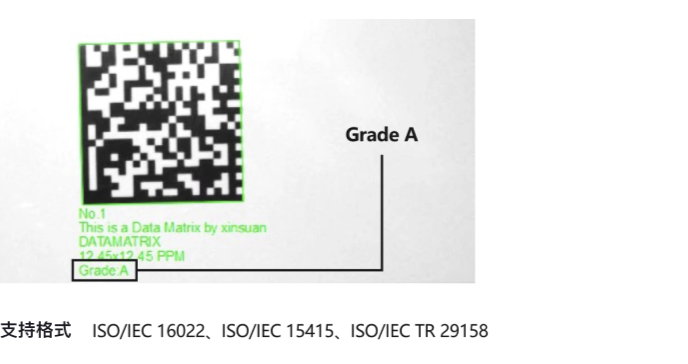 Grade A
No.1
This is a Data Matrix by xinsuan
DATAMATRIX
12.45x12.45 PPM
Grade:A
支持格式 ISO/IEC 16022、ISO/IEC 15415、ISO/IEC TR 29158